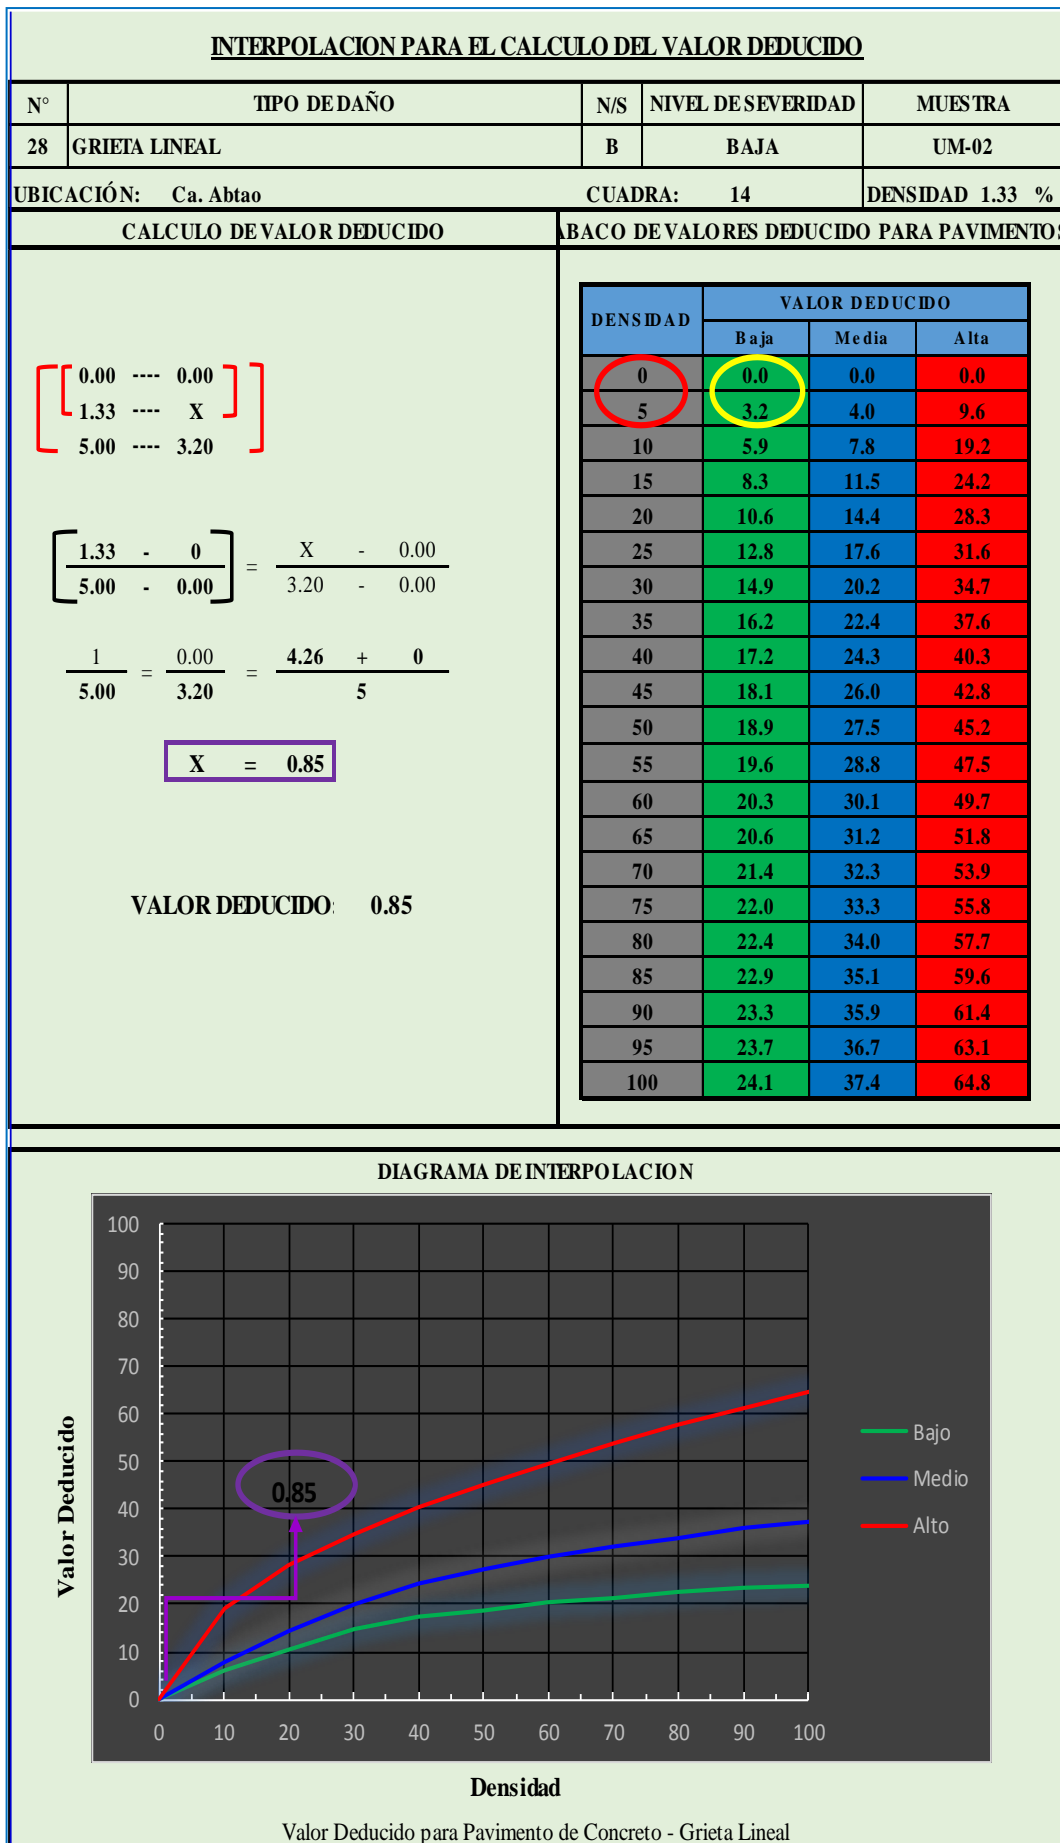 INTERPOLACION PARA EL CALCULO DEL VALOR DEDUCIDO
N° TIPO DE DAÑO N/S NIVEL DE SEVERIDAD MUESTRA
28 GRIETA LINEAL B BAJA UM-02
UBICACIÓN: Ca. Abtao CUADRA: 14 DENSIDAD 1.33 %
CALCULO DE VALOR DEDUCIDO
0.00 ---- 0.00
1.33 ---- X
5.00 ---- 3.20
1.33 - 0 = X - 0.00
5.00 - 0.00 3.20 - 0.00
1 = 0.00 = 4.26 + 0
5.00 3.20 5
X = 0.85
VALOR DEDUCIDO: 0.85
ABACO DE VALORES DEDUCIDO PARA PAVIMENTOS
DENSIDAD VALOR DEDUCIDO
Baja Media Alta
0 0.0 0.0 0.0
5 3.2 4.0 9.6
10 5.9 7.8 19.2
15 8.3 11.5 24.2
20 10.6 14.4 28.3
25 12.8 17.6 31.6
30 14.9 20.2 34.7
35 16.2 22.4 37.6
40 17.2 24.3 40.3
45 18.1 26.0 42.8
50 18.9 27.5 45.2
55 19.6 28.8 47.5
60 20.3 30.1 49.7
65 20.6 31.2 51.8
70 21.4 32.3 53.9
75 22.0 33.3 55.8
80 22.4 34.0 57.7
85 22.9 35.1 59.6
90 23.3 35.9 61.4
95 23.7 36.7 63.1
100 24.1 37.4 64.8
DIAGRAMA DE INTERPOLACION
Valor Deducido
100
90
80
70
60
50
40
30
20
10
0
0.85
0 10 20 30 40 50 60 70 80 90 100
Bajo
Medio
Alto
Densidad
Valor Deducido para Pavimento de Concreto - Grieta Lineal